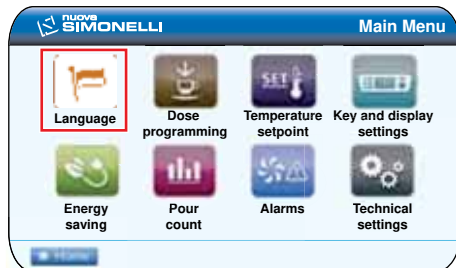 nuova
SIMONELLI
Main Menu
Language
Dose
programming
Temperature
setpoint
Key and display
settings
SET
Energy
saving
Pour
count
Alarms
Technical
settings
Home